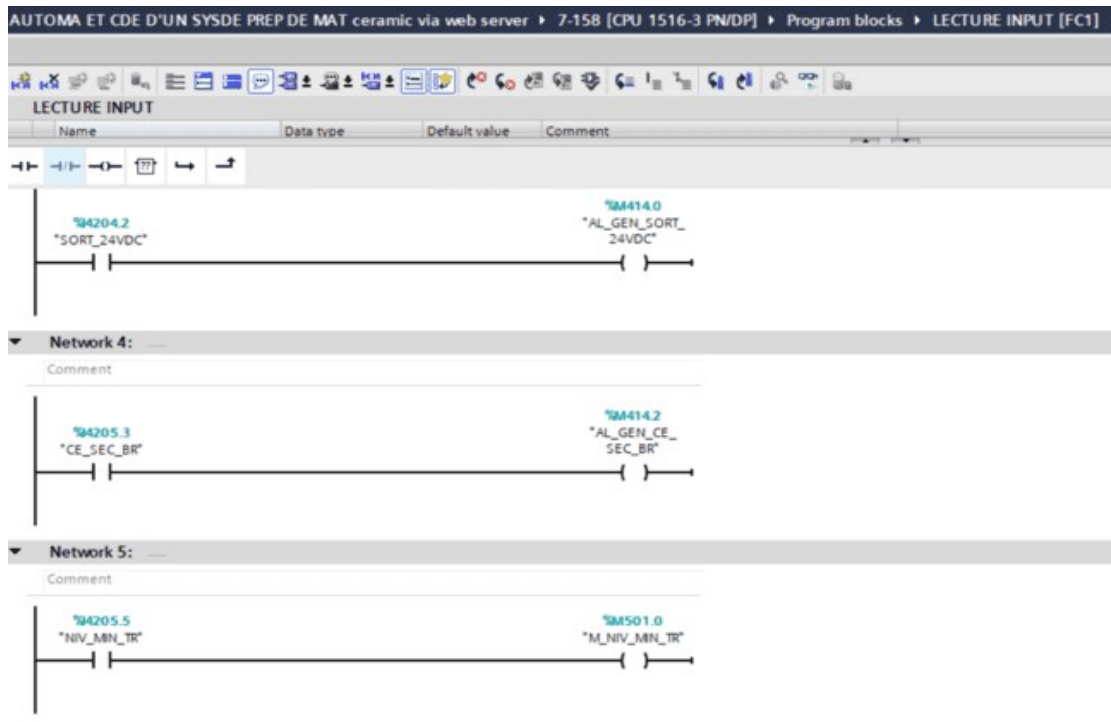 AUTOMA ET CDE D'UN SYSDE PREP DE MAT ceramic via web server ▸ 7-158 [CPU 1516-3 PN/DP] ▸ Program blocks ▸ LECTURE INPUT [FC1]
LECTURE INPUT
Name Data type Default value Comment
%M414.0
%I4204.2 "AL_GEN_SORT_
"SORT_24VDC" 24VDC"
Network 4:
Comment
%M414.2
%I4205.3 "AL_GEN_CE_
"CE_SEC_BR" SEC_BR"
Network 5:
Comment
%I4205.5 %M501.0
"NIV_MIN_TR" "M_NIV_MIN_TR"